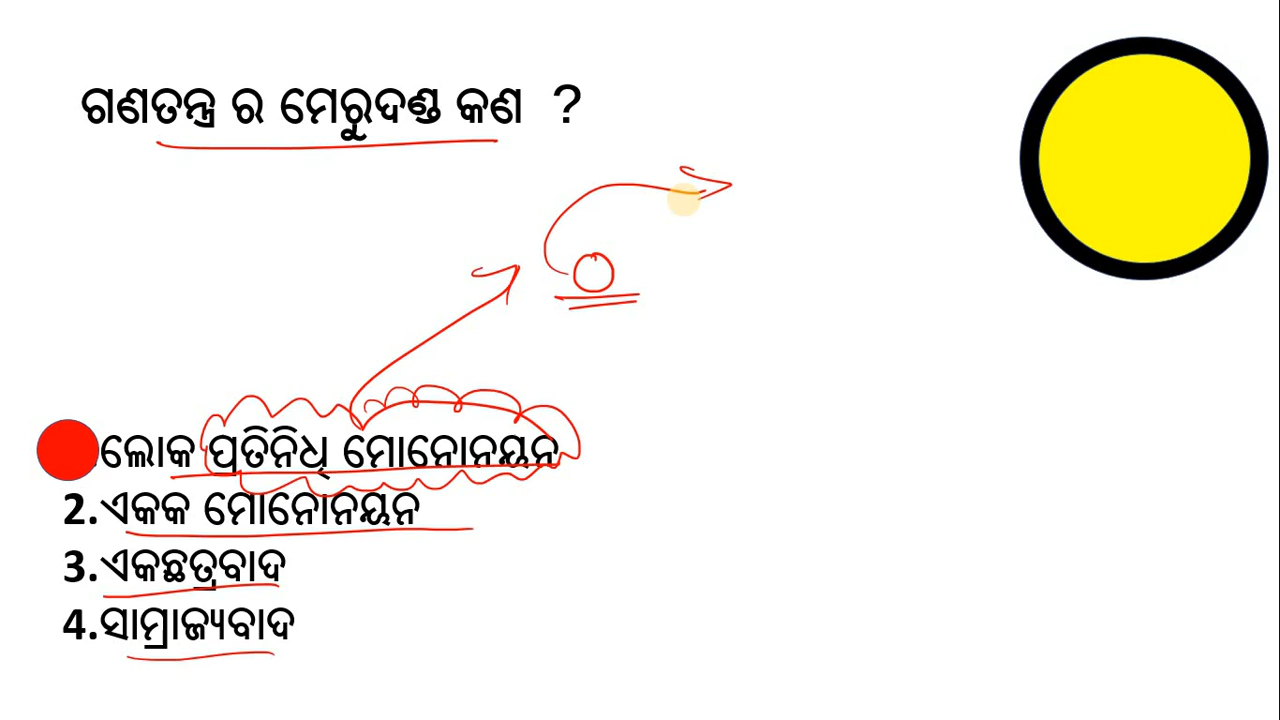 ଗଣତନ୍ତ୍ର ର ମେରୁଦଣ୍ଡ କଣ ?
ଲୋକ ପ୍ରତିନିଧି ମୋନୋନୟନ
2.ଏକକ ମୋନୋନୟନ
3.ଏକଛତ୍ରବାଦ
4.ସାମ୍ରାଜ୍ୟବାଦ